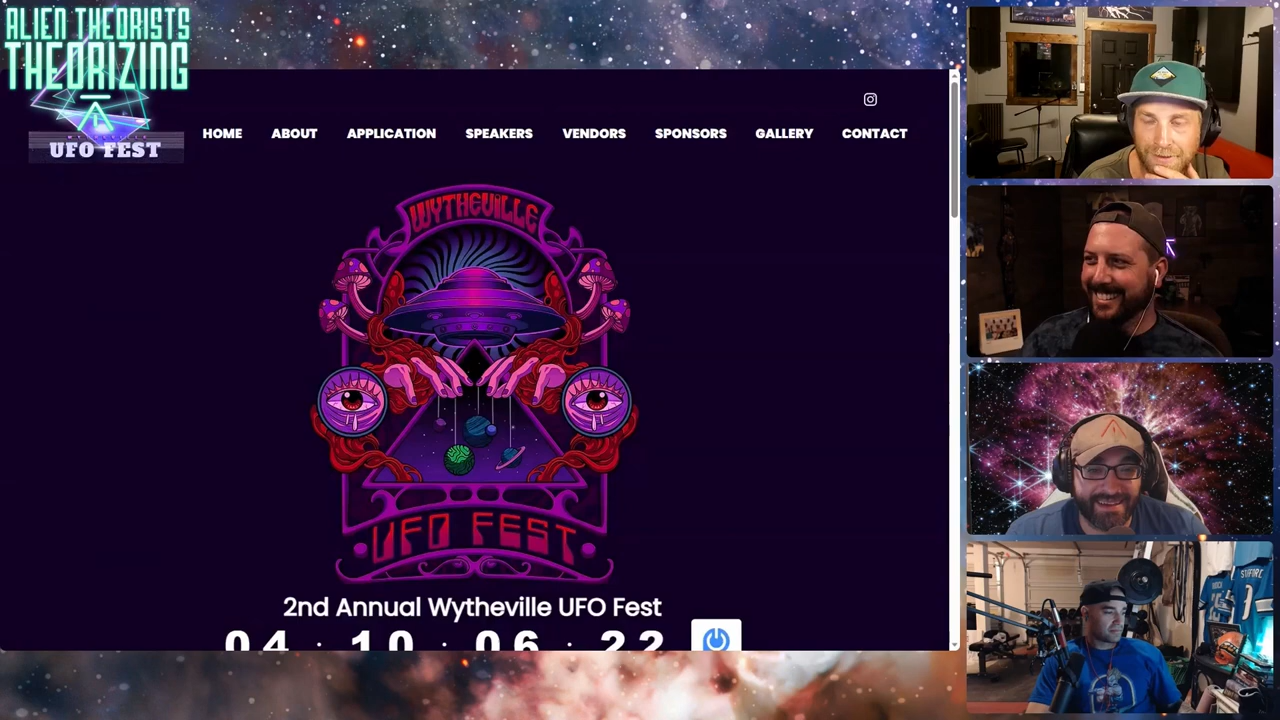 ALIEN THEORISTS
THEORIZING
UFO FEST
HOME ABOUT APPLICATION SPEAKERS VENDORS SPONSORS GALLERY CONTACT
WYTHEVILLE
UFO FEST
2nd Annual Wytheville UFO Fest
04 : 10 : 06 : 22